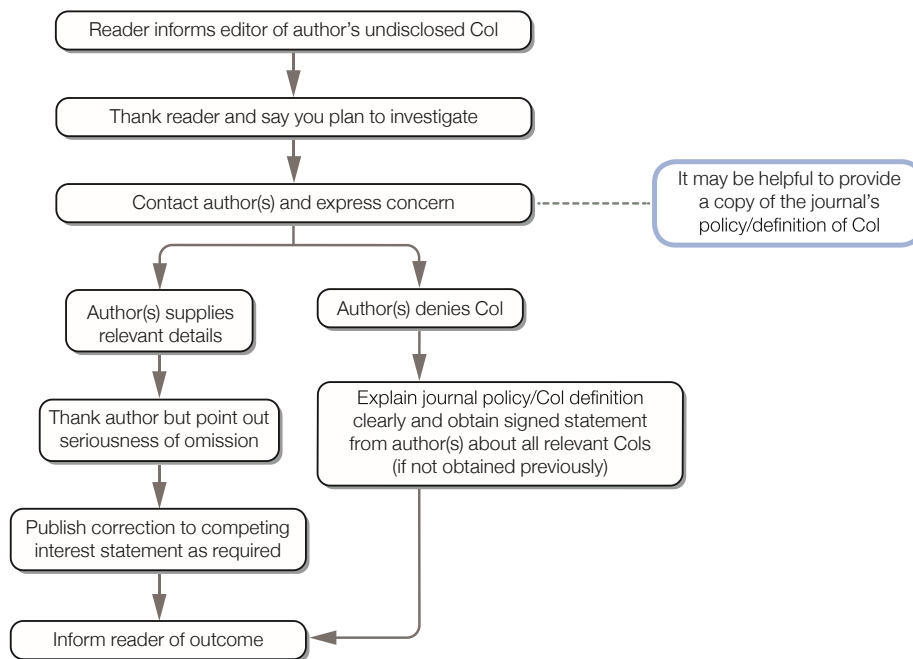 Reader informs editor of author’s undisclosed CoI
Thank reader and say you plan to investigate
Contact author(s) and express concern
It may be helpful to provide
a copy of the journal’s
policy/definition of CoI
Author(s) supplies
relevant details
Author(s) denies CoI
Thank author but point out
seriousness of omission
Explain journal policy/CoI definition
clearly and obtain signed statement
from author(s) about all relevant CoIs
(if not obtained previously)
Publish correction to competing
interest statement as required
Inform reader of outcome